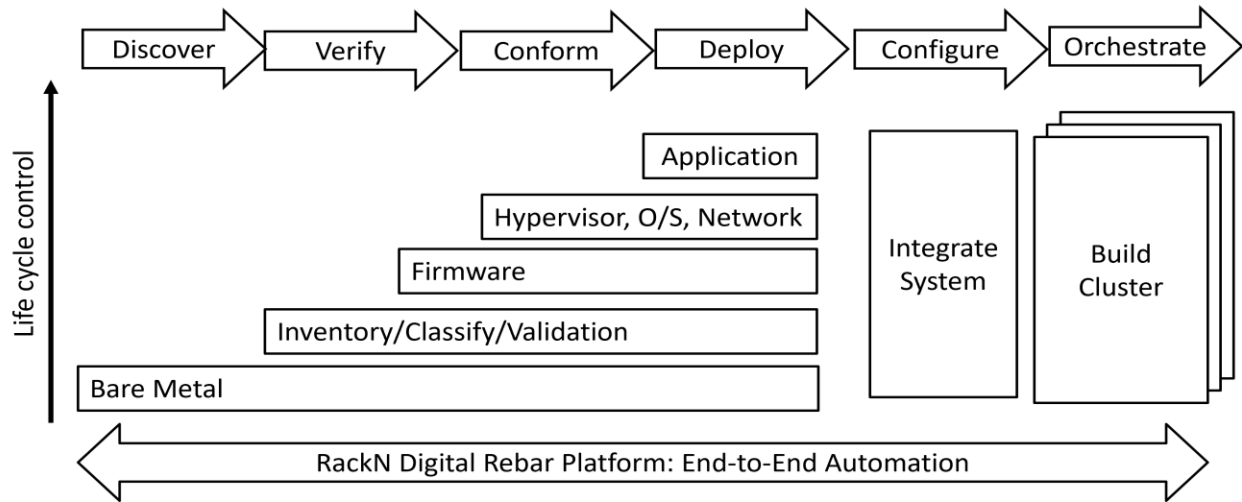 Discover
Verify
Conform
Deploy
Configure
Orchestrate
Life cycle control
Application
Hypervisor, O/S, Network
Firmware
Inventory/Classify/Validation
Bare Metal
Integrate
System
Build
Cluster
RackN Digital Rebar Platform: End-to-End Automation